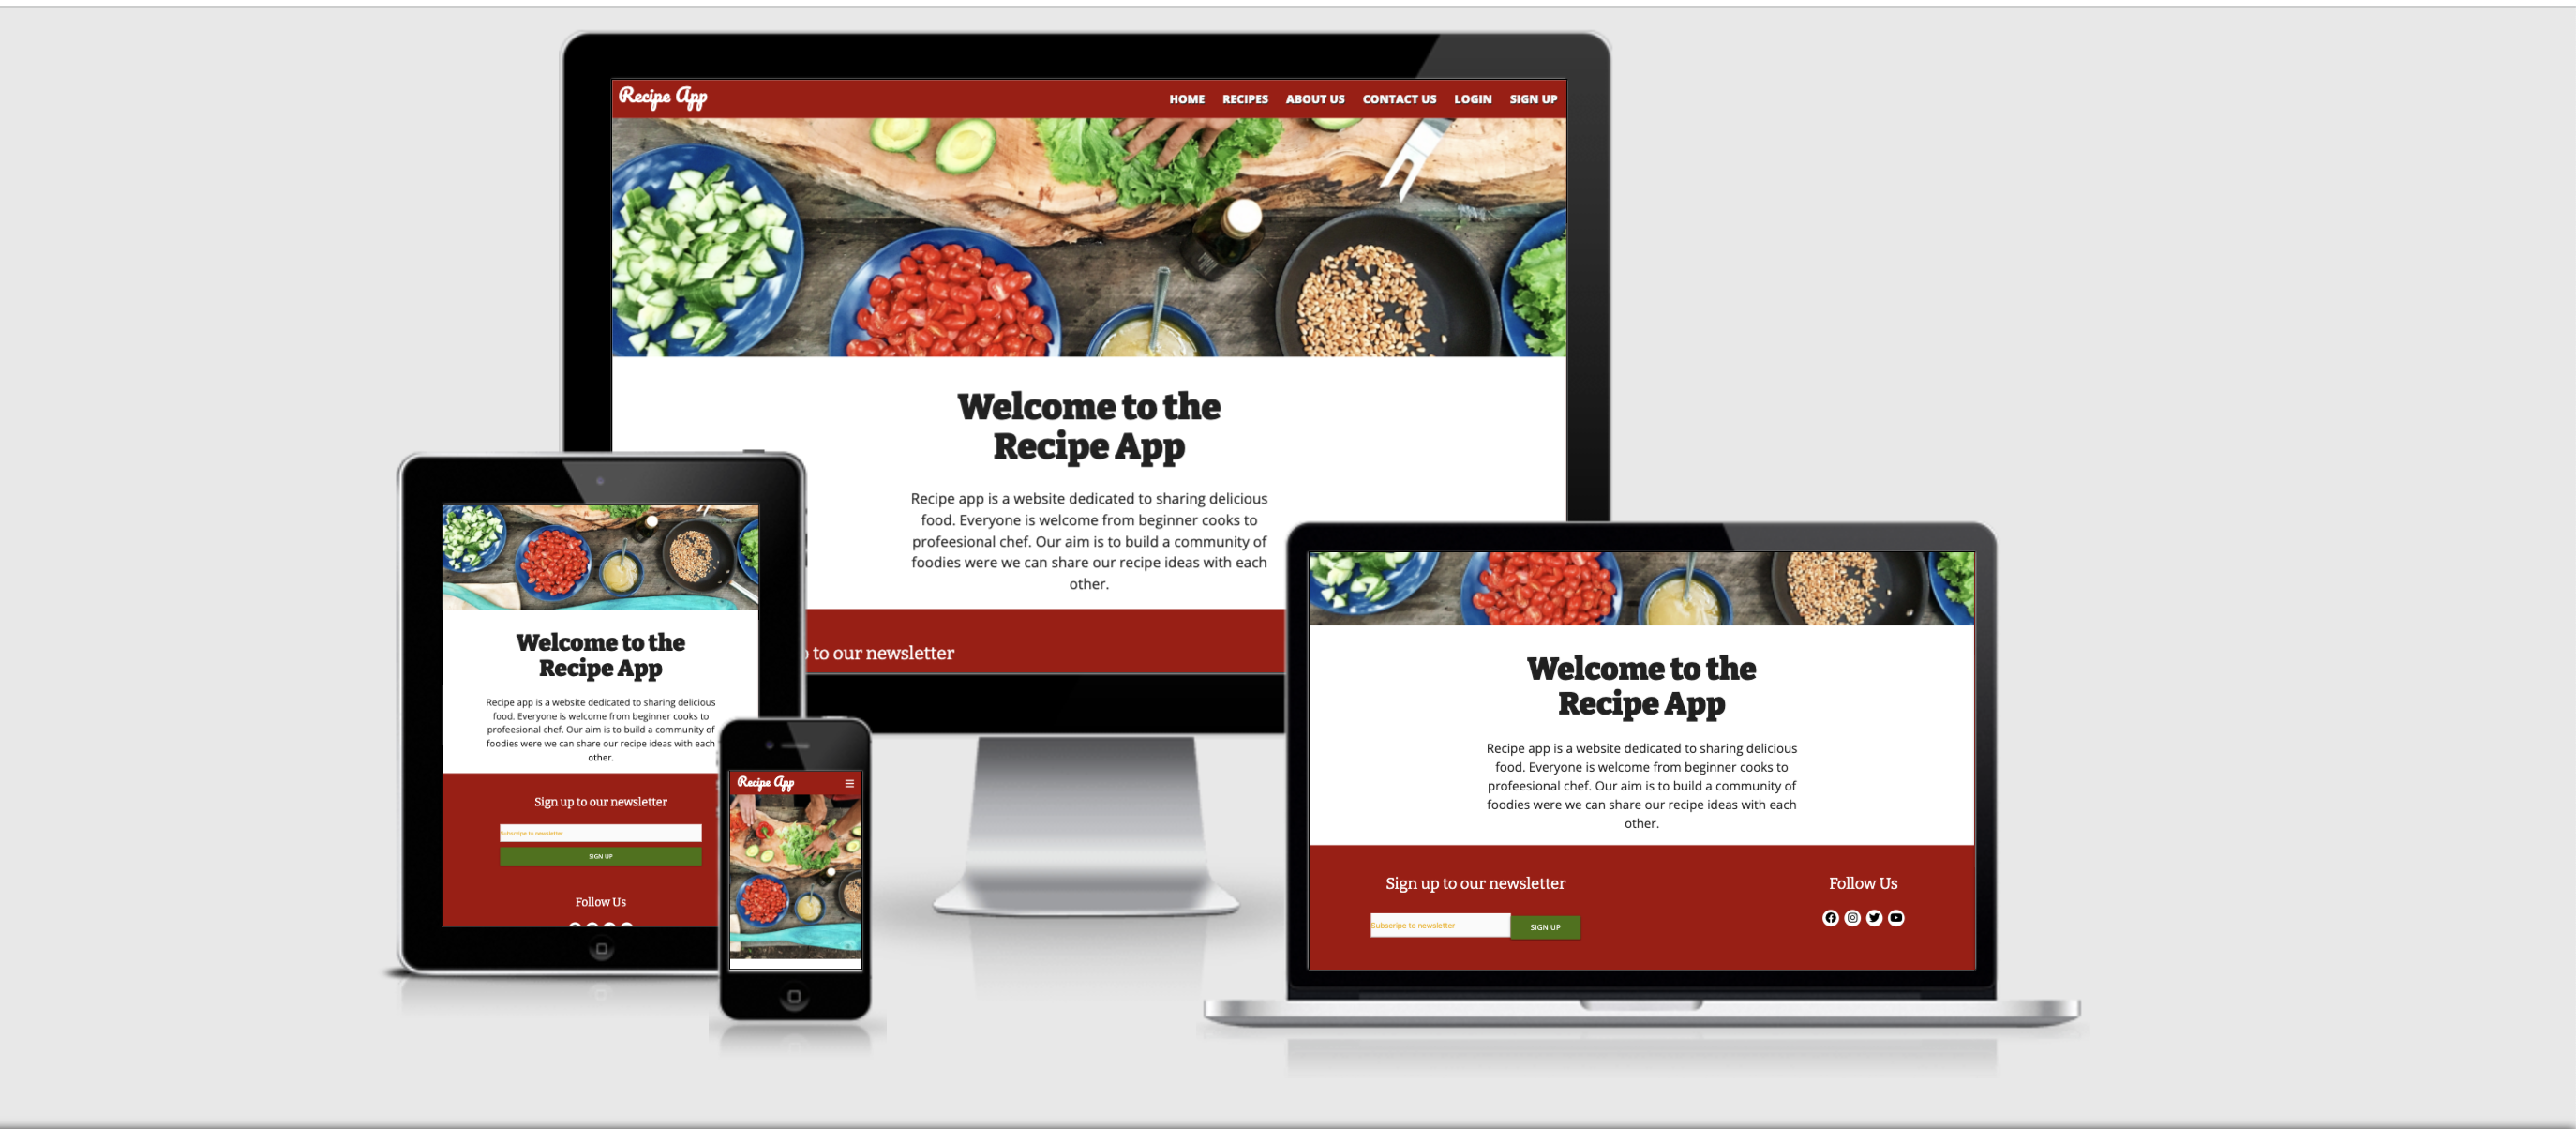 Recipe App
HOME RECIPES ABOUT US CONTACT US LOGIN SIGN UP
Welcome to the
Recipe App
Recipe app is a website dedicated to sharing delicious
food. Everyone is welcome from beginner cooks to
profeesional chef. Our aim is to build a community of
foodies were we can share our recipe ideas with each
other.
to our newsletter
Welcome to the
Recipe App
Recipe app is a website dedicated to sharing delicious
food. Everyone is welcome from beginner cooks to
profeesional chef. Our aim is to build a community of
foodies were we can share our recipe ideas with each
other.
Sign up to our newsletter
Subscripe to newsletter
SIGN UP
Follow Us
Recipe App
Welcome to the
Recipe App
Recipe app is a website dedicated to sharing delicious
food. Everyone is welcome from beginner cooks to
profeesional chef. Our aim is to build a community of
foodies were we can share our recipe ideas with each
other.
Sign up to our newsletter
Follow Us
Subscripe to newsletter
SIGN UP